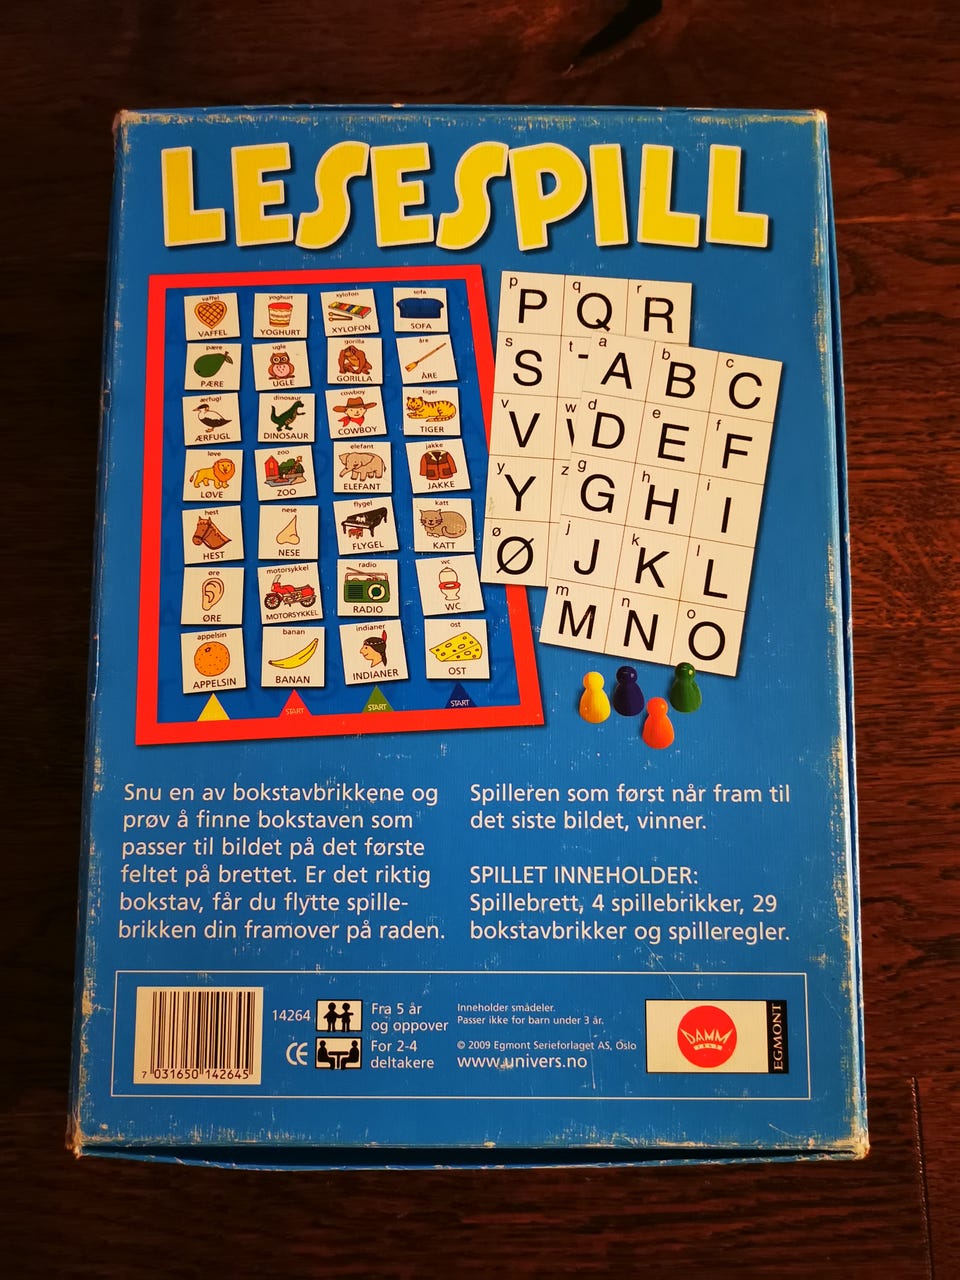 LESESPILL
vaffel
VAFFEL
yoghurt
YOGHURT
xylofon
XYLOFON
sofa
SOFA
pære
PÆRE
ugle
UGLE
gorilla
GORILLA
åre
ÅRE
ærfugl
ÆRFUGL
dinosaur
DINOSAUR
cowboy
COWBOY
tiger
TIGER
løve
LØVE
zoo
ZOO
elefant
ELEFANT
jakke
JAKKE
hest
HEST
nese
NESE
flygel
FLYGEL
katt
KATT
øre
ØRE
motorsykkel
MOTORSYKKEL
radio
RADIO
wc
WC
appelsin
APPELSIN
banan
BANAN
indianer
INDIANER
ost
OST
START
START
START
p P q Q r R
s S t
v V w
y Y z
ø Ø
a A b B c C
d D e E f F
g G h H i I
j J k K l L
m M n N o O
Snu en av bokstavbrikkene og
prøv å finne bokstaven som
passer til bildet på det første
feltet på brettet. Er det riktig
bokstav, får du flytte spille-
brikken din framover på raden.
Spilleren som først når fram til
det siste bildet, vinner.
SPILLET INNEHOLDER:
Spillebrett, 4 spillebrikker, 29
bokstavbrikker og spilleregler.
7 031650 142645
14264
CE
Fra 5 år
og oppover
For 2-4
deltakere
Inneholder smådeler.
Passer ikke for barn under 3 år.
© 2009 Egmont Serieforlaget AS, Oslo
www.univers.no
DAMM
EGMONT